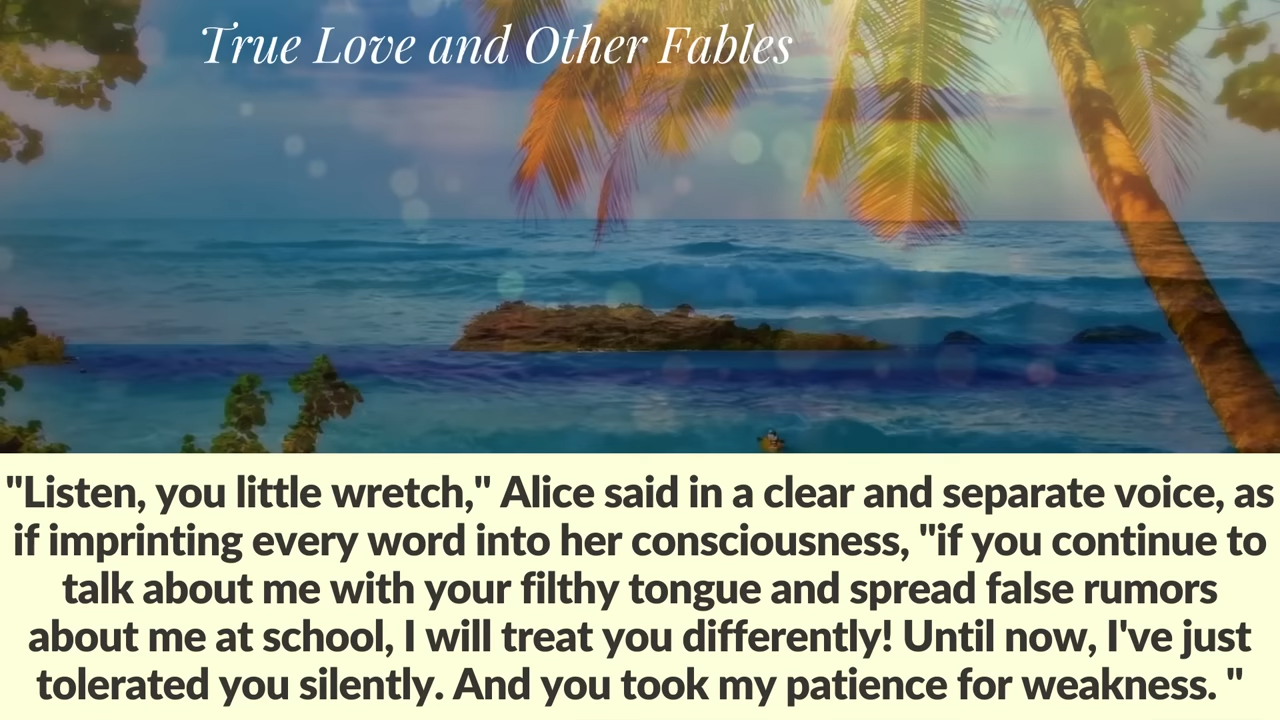 True Love and Other Fables
"Listen, you little wretch," Alice said in a clear and separate voice, as
if imprinting every word into her consciousness, "if you continue to
talk about me with your filthy tongue and spread false rumors
about me at school, I will treat you differently! Until now, I've just
tolerated you silently. And you took my patience for weakness. "